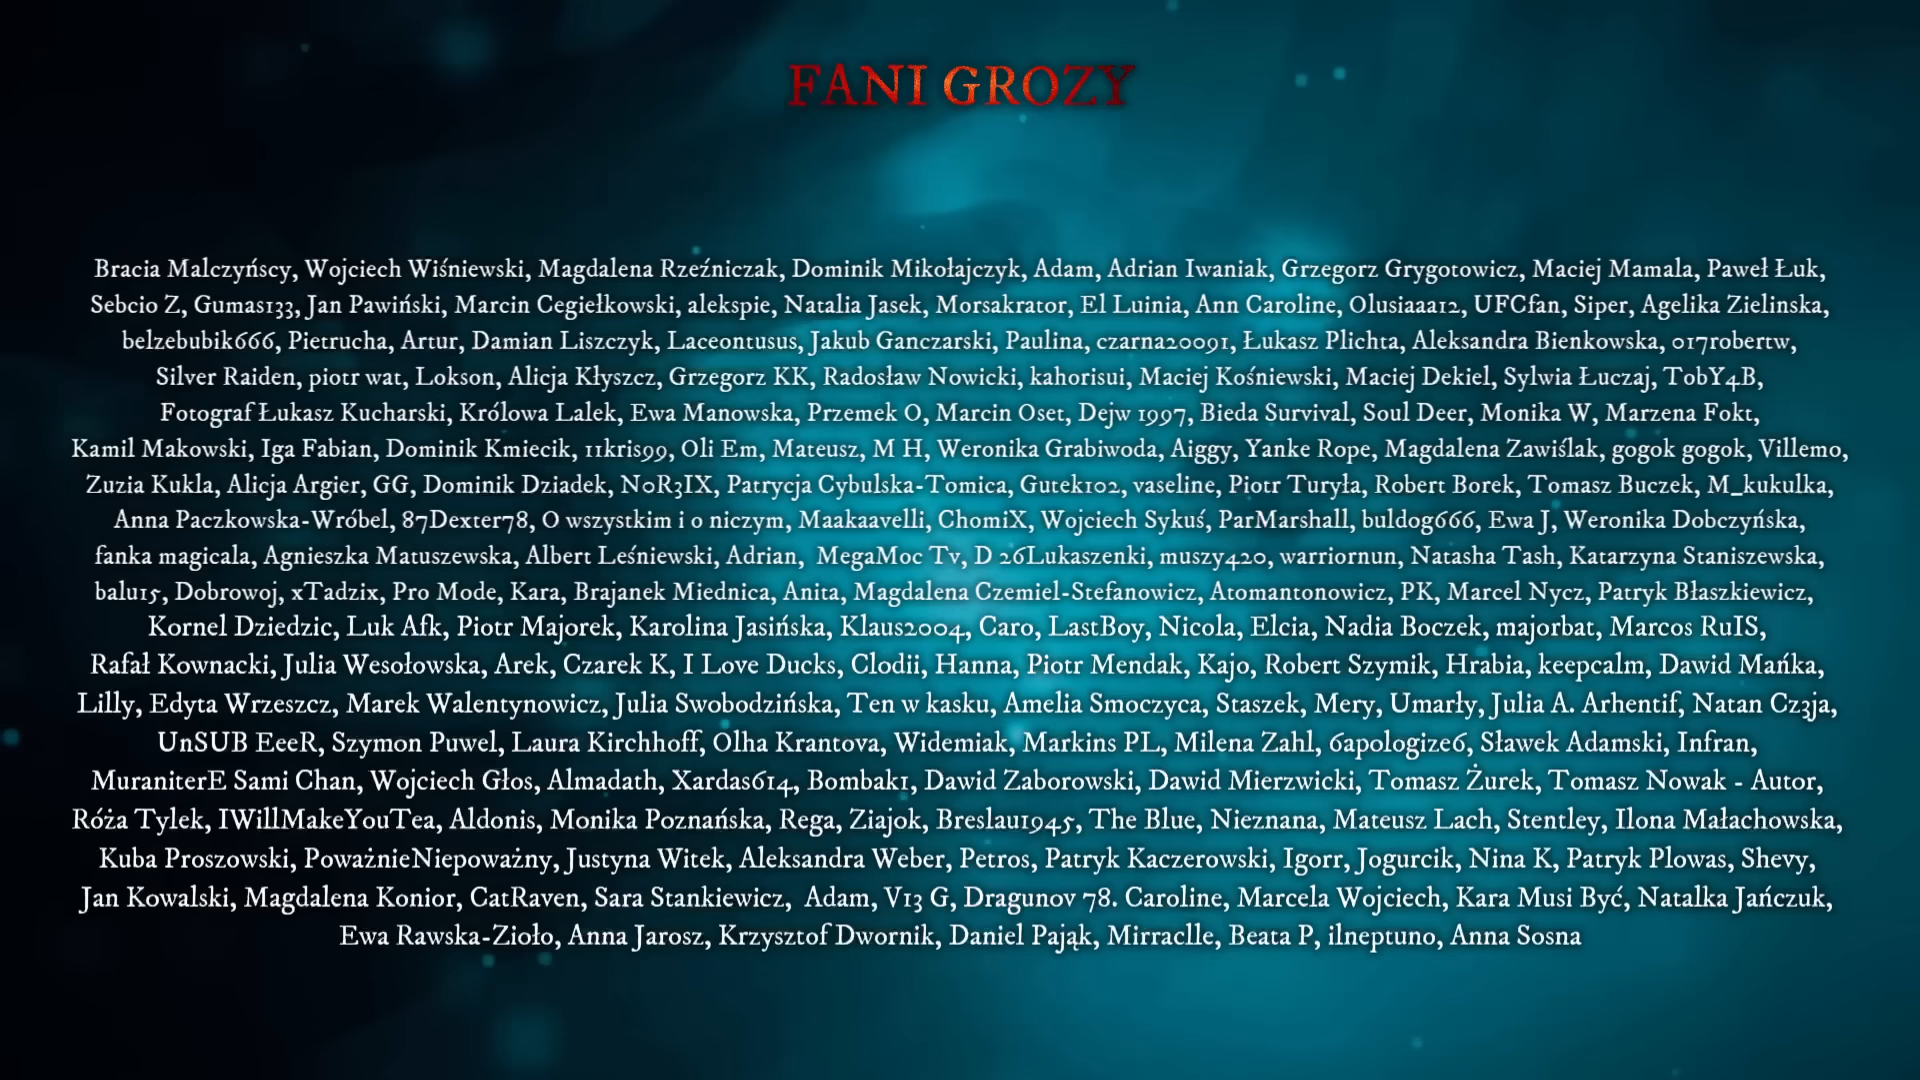 FANI GROZY
Bracia Malczyńscy, Wojciech Wiśniewski, Magdalena Rzeźniczak, Dominik Mikołajczyk, Adam, Adrian Iwaniak, Grzegorz Grygotowicz, Maciej Mamala, Paweł Łuk,
Sebcio Z, Gumas133, Jan Pawiński, Marcin Cegiełkowski, alekspie, Natalia Jasek, Morsakrator, El Luinia, Ann Caroline, Olusiaaa12, UFCfan, Siper, Agelika Zielinska,
belzebubik666, Pietrucha, Artur, Damian Liszczyk, Laceontusus, Jakub Ganczarski, Paulina, czarna20091, Łukasz Plichta, Aleksandra Bienkowska, 017robertw,
Silver Raiden, piotr wat, Lokson, Alicja Kłyszcz, Grzegorz KK, Radosław Nowicki, kahorisui, Maciej Kośniewski, Maciej Dekiel, Sylwia Łuczaj, TobY4B,
Fotograf Łukasz Kucharski, Królowa Lalek, Ewa Manowska, Przemek O, Marcin Oset, Dejw 1997, Bieda Survival, Soul Deer, Monika W, Marzena Fokt,
Kamil Makowski, Iga Fabian, Dominik Kmiecik, 11kris99, Oli Em, Mateusz, M H, Weronika Grabiwoda, Aiggy, Yanke Rope, Magdalena Zawiślak, gogok gogok, Villemo,
Zuzia Kukla, Alicja Argier, GG, Dominik Dziadek, N0R3IX, Patrycja Cybulska-Tomica, Gutek102, vaseline, Piotr Turyła, Robert Borek, Tomasz Buczek, M_kukulka,
Anna Paczkowska-Wróbel, 87Dexter78, O wszystkim i o niczym, Maakaavelli, ChomiX, Wojciech Sykuś, ParMarshall, buldog666, Ewa J, Weronika Dobczyńska,
fanka magicala, Agnieszka Matuszewska, Albert Leśniewski, Adrian, MegaMoc Tv, D 26Lukaszenki, muszy420, warriornun, Natasha Tash, Katarzyna Staniszewska,
balu15, Dobrowoj, xTadzix, Pro Mode, Kara, Brajanek Miednica, Anita, Magdalena Czemiel-Stefanowicz, Atomantonowicz, PK, Marcel Nycz, Patryk Błaszkiewicz,
Kornel Dziedzic, Luk Afk, Piotr Majorek, Karolina Jasińska, Klaus2004, Caro, LastBoy, Nicola, Elcia, Nadia Boczek, majorbat, Marcos RuIS,
Rafał Kownacki, Julia Wesołowska, Arek, Czarek K, I Love Ducks, Clodii, Hanna, Piotr Mendak, Kajo, Robert Szymik, Hrabia, keepcalm, Dawid Mańka,
Lilly, Edyta Wrzeszcz, Marek Walentynowicz, Julia Swobodzińska, Ten w kasku, Amelia Smoczyca, Staszek, Mery, Umarły, Julia A. Arhentif, Natan Cz3ja,
UnSUB EeeR, Szymon Puwel, Laura Kirchhoff, Olha Krantova, Widemiak, Markins PL, Milena Zahl, 6apologize6, Sławek Adamski, Infran,
MuraniterE Sami Chan, Wojciech Głos, Almadath, Xardas614, Bombak1, Dawid Zaborowski, Dawid Mierzwicki, Tomasz Żurek, Tomasz Nowak - Autor,
Róża Tylek, IWillMakeYouTea, Aldonis, Monika Poznańska, Rega, Ziajok, Breslau1945, The Blue, Nieznana, Mateusz Lach, Stentley, Ilona Małachowska,
Kuba Proszowski, PoważnieNiepoważny, Justyna Witek, Aleksandra Weber, Petros, Patryk Kaczerowski, Igorr, Jogurcik, Nina K, Patryk Plowas, Shevy,
Jan Kowalski, Magdalena Konior, CatRaven, Sara Stankiewicz, Adam, V13 G, Dragunov 78. Caroline, Marcela Wojciech, Kara Musi Być, Natalka Jańczuk,
Ewa Rawska-Zioło, Anna Jarosz, Krzysztof Dwornik, Daniel Pająk, Mirraclle, Beata P, ilneptuno, Anna Sosna